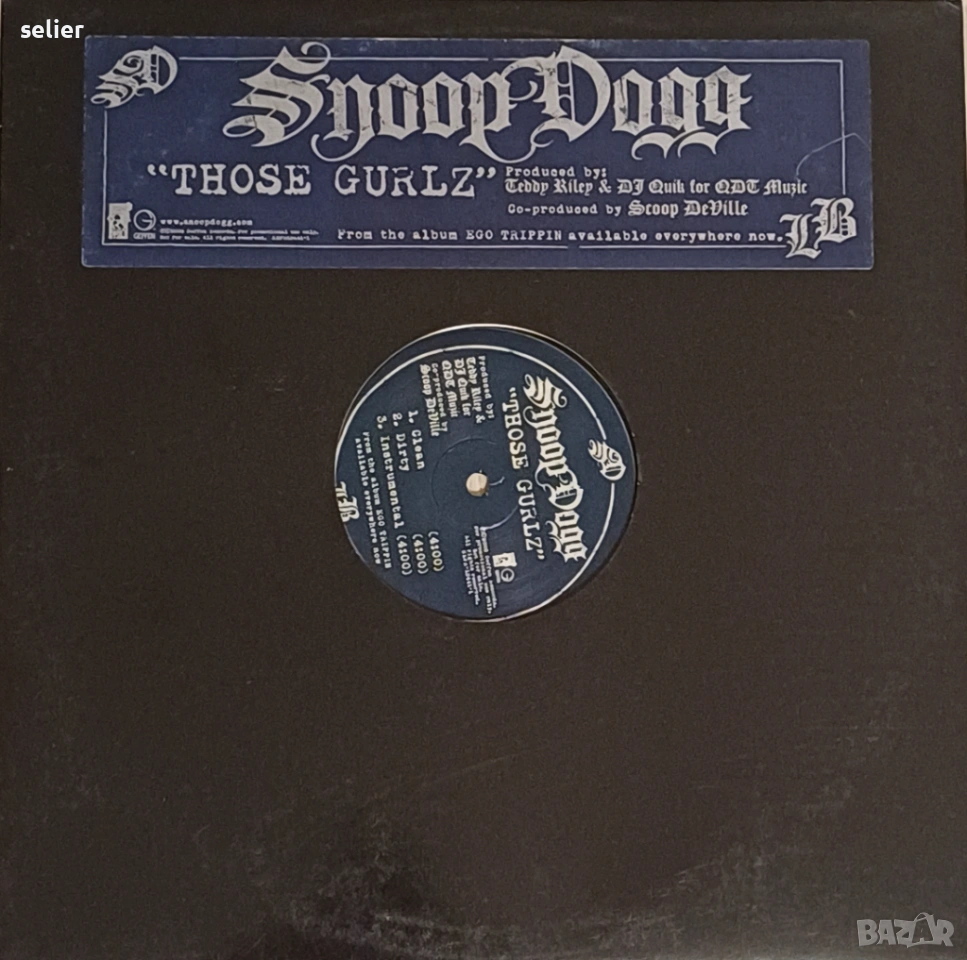 selier
SD
Snoop Dogg
"THOSE GURLZ"
Produced by:
Teddy Riley & DJ Quik for QDT Muzic
Co-produced by Scoop DeVille
GEFFEN
www.snoopdogg.com
From the album EGO TRIPPIN available everywhere now.
LB
SD
Snoop Dogg
"THOSE GURLZ"
Produced by:
Teddy Riley &
DJ Quik for
QDT Muzic
Co-produced by
Scoop DeVille
1. Clean (4:00)
2. Dirty (4:00)
3. Instrumental (4:00)
From the album EGO TRIPPIN
available everywhere now
LB
BAZAR